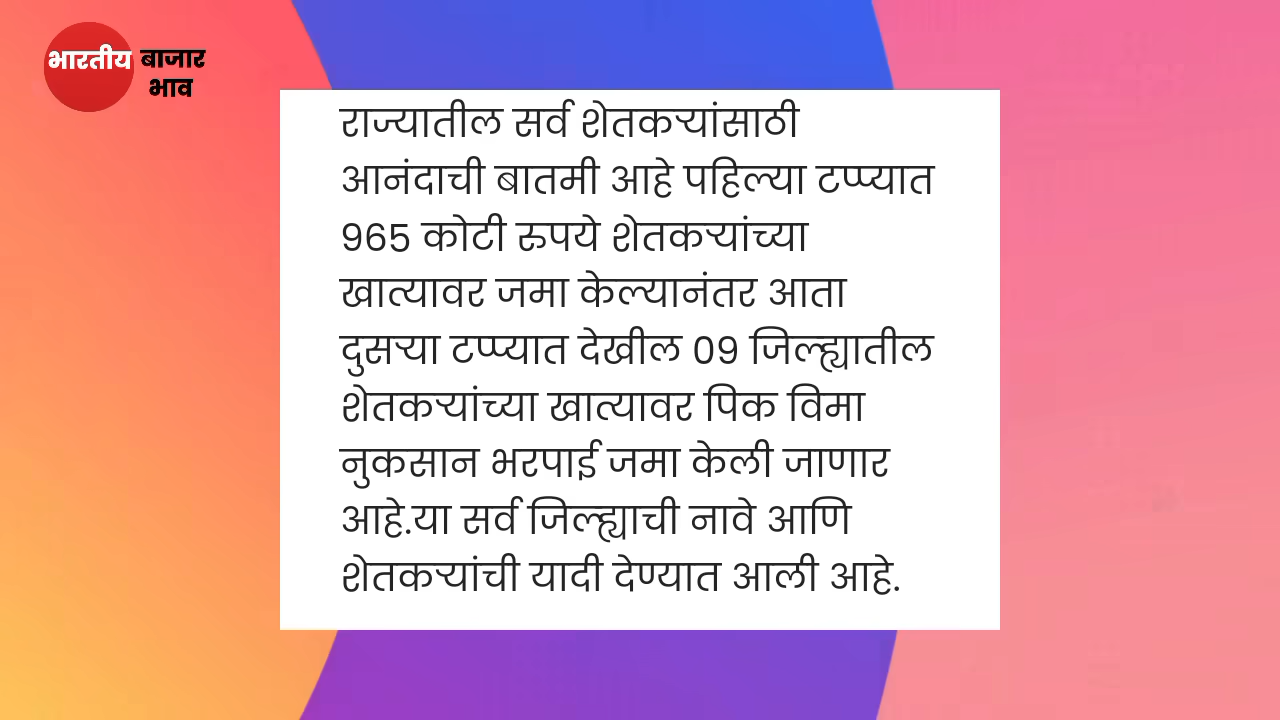 भारतीय बाजार
भाव
राज्यातील सर्व शेतकऱ्यांसाठी
आनंदाची बातमी आहे पहिल्या टप्प्यात
965 कोटी रुपये शेतकऱ्यांच्या
खात्यावर जमा केल्यानंतर आता
दुसऱ्या टप्प्यात देखील 09 जिल्ह्यातील
शेतकऱ्यांच्या खात्यावर पिक विमा
नुकसान भरपाई जमा केली जाणार
आहे.या सर्व जिल्ह्याची नावे आणि
शेतकऱ्यांची यादी देण्यात आली आहे.